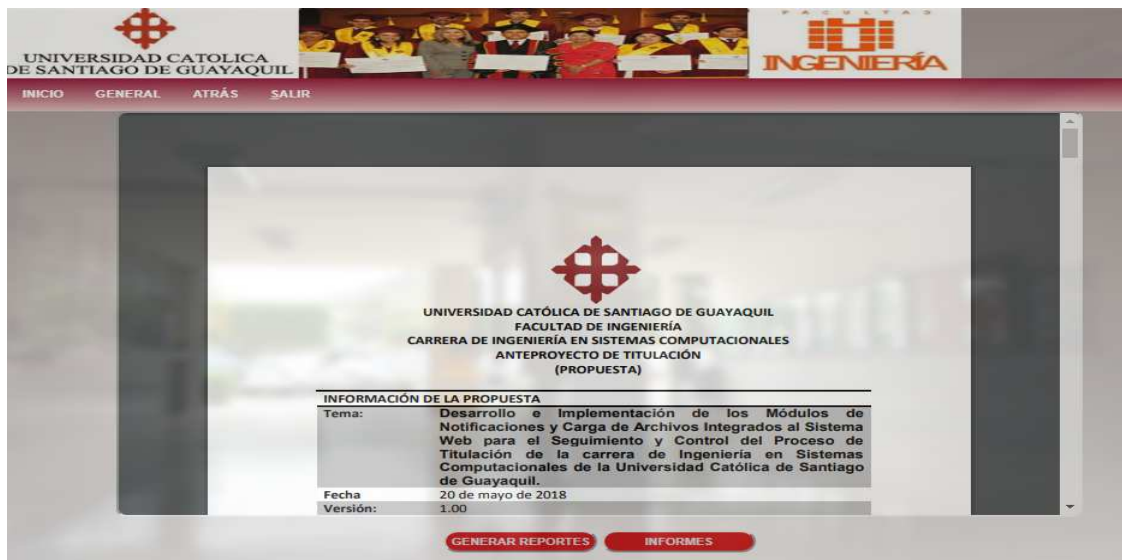 UNIVERSIDAD CATOLICA
DE SANTIAGO DE GUAYAQUIL
FACULTAD
INGENIERÍA
INICIO GENERAL ATRÁS SALIR
UNIVERSIDAD CATÓLICA DE SANTIAGO DE GUAYAQUIL
FACULTAD DE INGENIERÍA
CARRERA DE INGENIERÍA EN SISTEMAS COMPUTACIONALES
ANTEPROYECTO DE TITULACIÓN
(PROPUESTA)
INFORMACIÓN DE LA PROPUESTA
Tema: Desarrollo e Implementación de los Módulos de
Notificaciones y Carga de Archivos Integrados al Sistema
Web para el Seguimiento y Control del Proceso de
Titulación de la carrera de Ingeniería en Sistemas
Computacionales de la Universidad Católica de Santiago
de Guayaquil.
Fecha 20 de mayo de 2018
Versión: 1.00
GENERAR REPORTES INFORMES